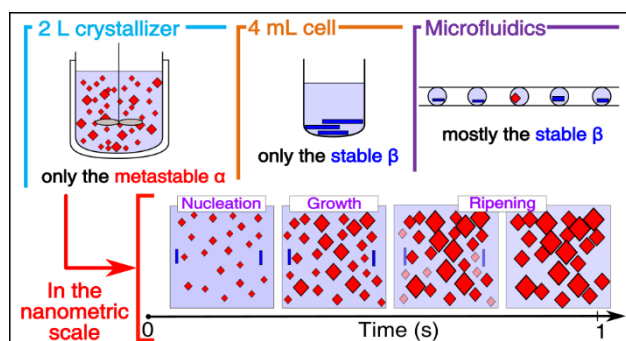 2 L crystallizer
only the metastable α
4 mL cell
only the stable β
Microfluidics
mostly the stable β
In the
nanometric
scale
Nucleation
Growth
Ripening
0
Time (s)
1